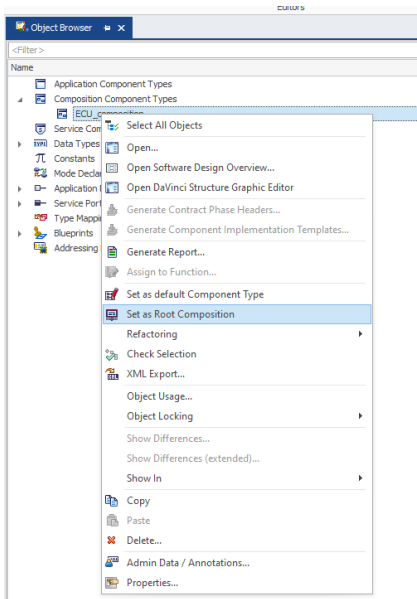 Editors
Object Browser
<Filter>
Name
Application Component Types
Composition Component Types
ECU_composition
Service Com
Data Types
Constants
Mode Declar
Application
Service Port
Type Mappi
Blueprints
Addressing
Select All Objects
Open...
Open Software Design Overview...
Open DaVinci Structure Graphic Editor
Generate Contract Phase Headers...
Generate Component Implementation Templates...
Generate Report...
Assign to Function...
Set as default Component Type
Set as Root Composition
Refactoring
Check Selection
XML Export...
Object Usage...
Object Locking
Show Differences...
Show Differences (extended)...
Show In
Copy
Paste
Delete...
Admin Data / Annotations...
Properties...